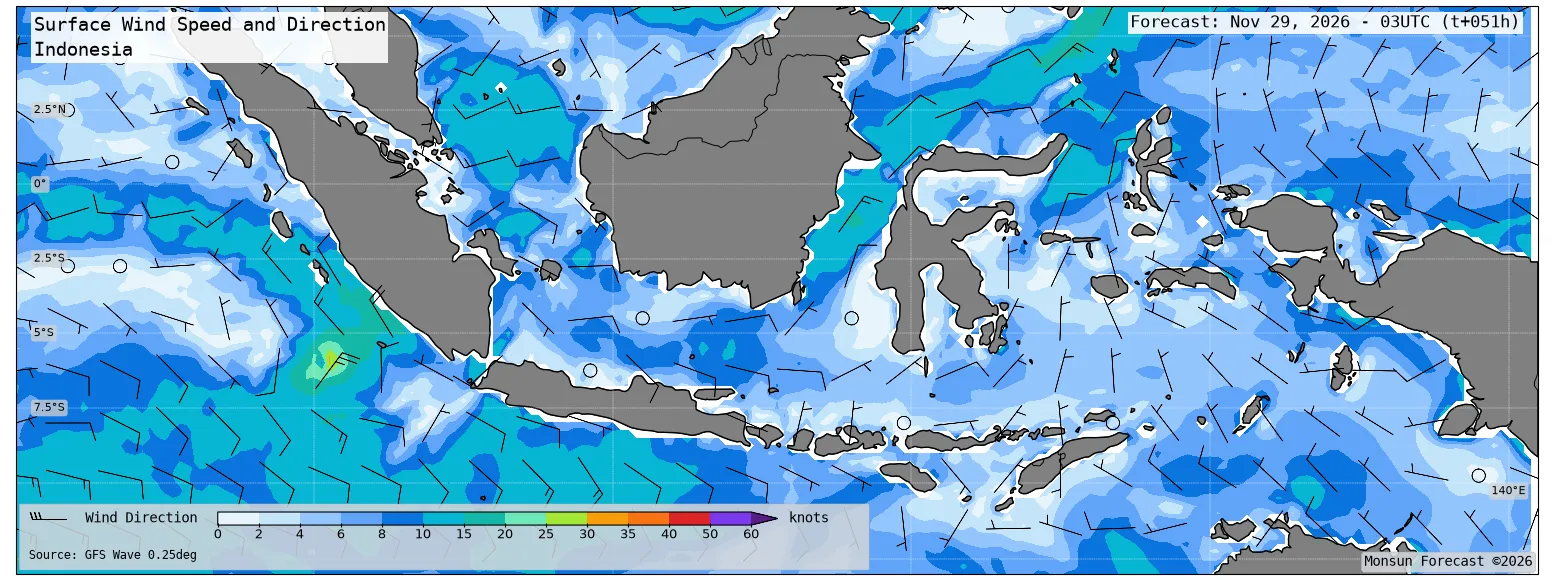 Surface Wind Speed and Direction
Indonesia
Forecast: Nov 29, 2026 - 03UTC (t+051h)
2.5°N
0°
2.5°S
5°S
7.5°S
140°E
Wind Direction
0 2 4 6 8 10 15 20 25 30 35 40 50 60
knots
Source: GFS Wave 0.25deg
Monsun Forecast ©2026